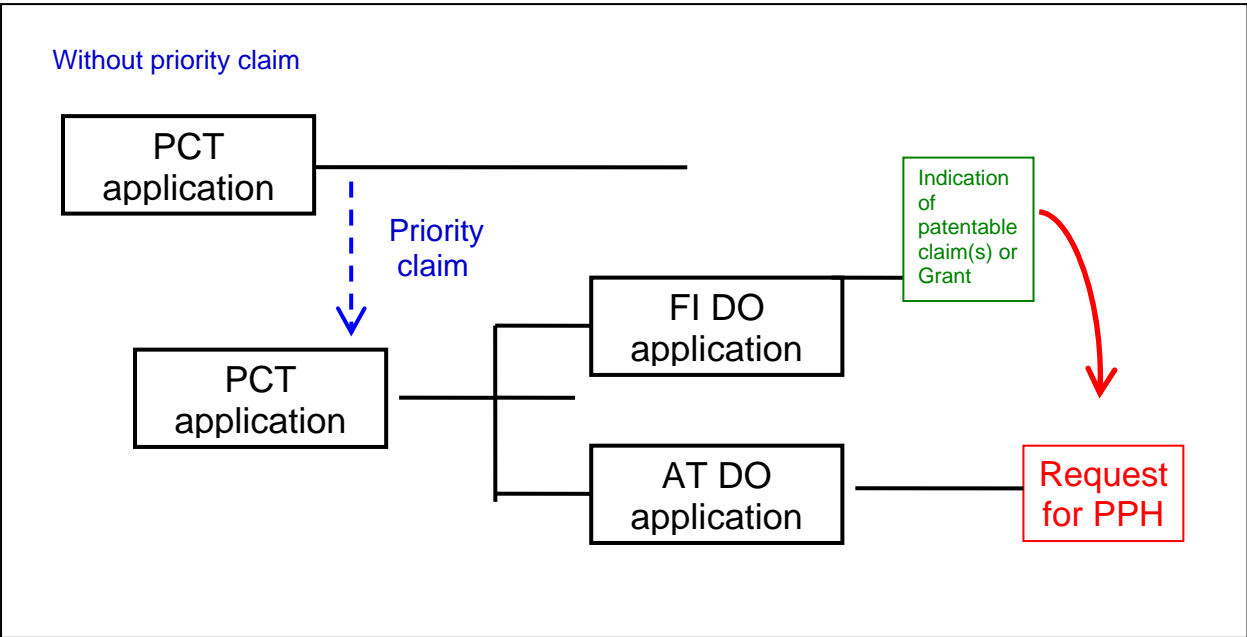 Without priority claim
PCT
application
Priority
claim
Indication
of
patentable
claim(s) or
Grant
FI DO
application
PCT
application
AT DO
application
Request
for PPH